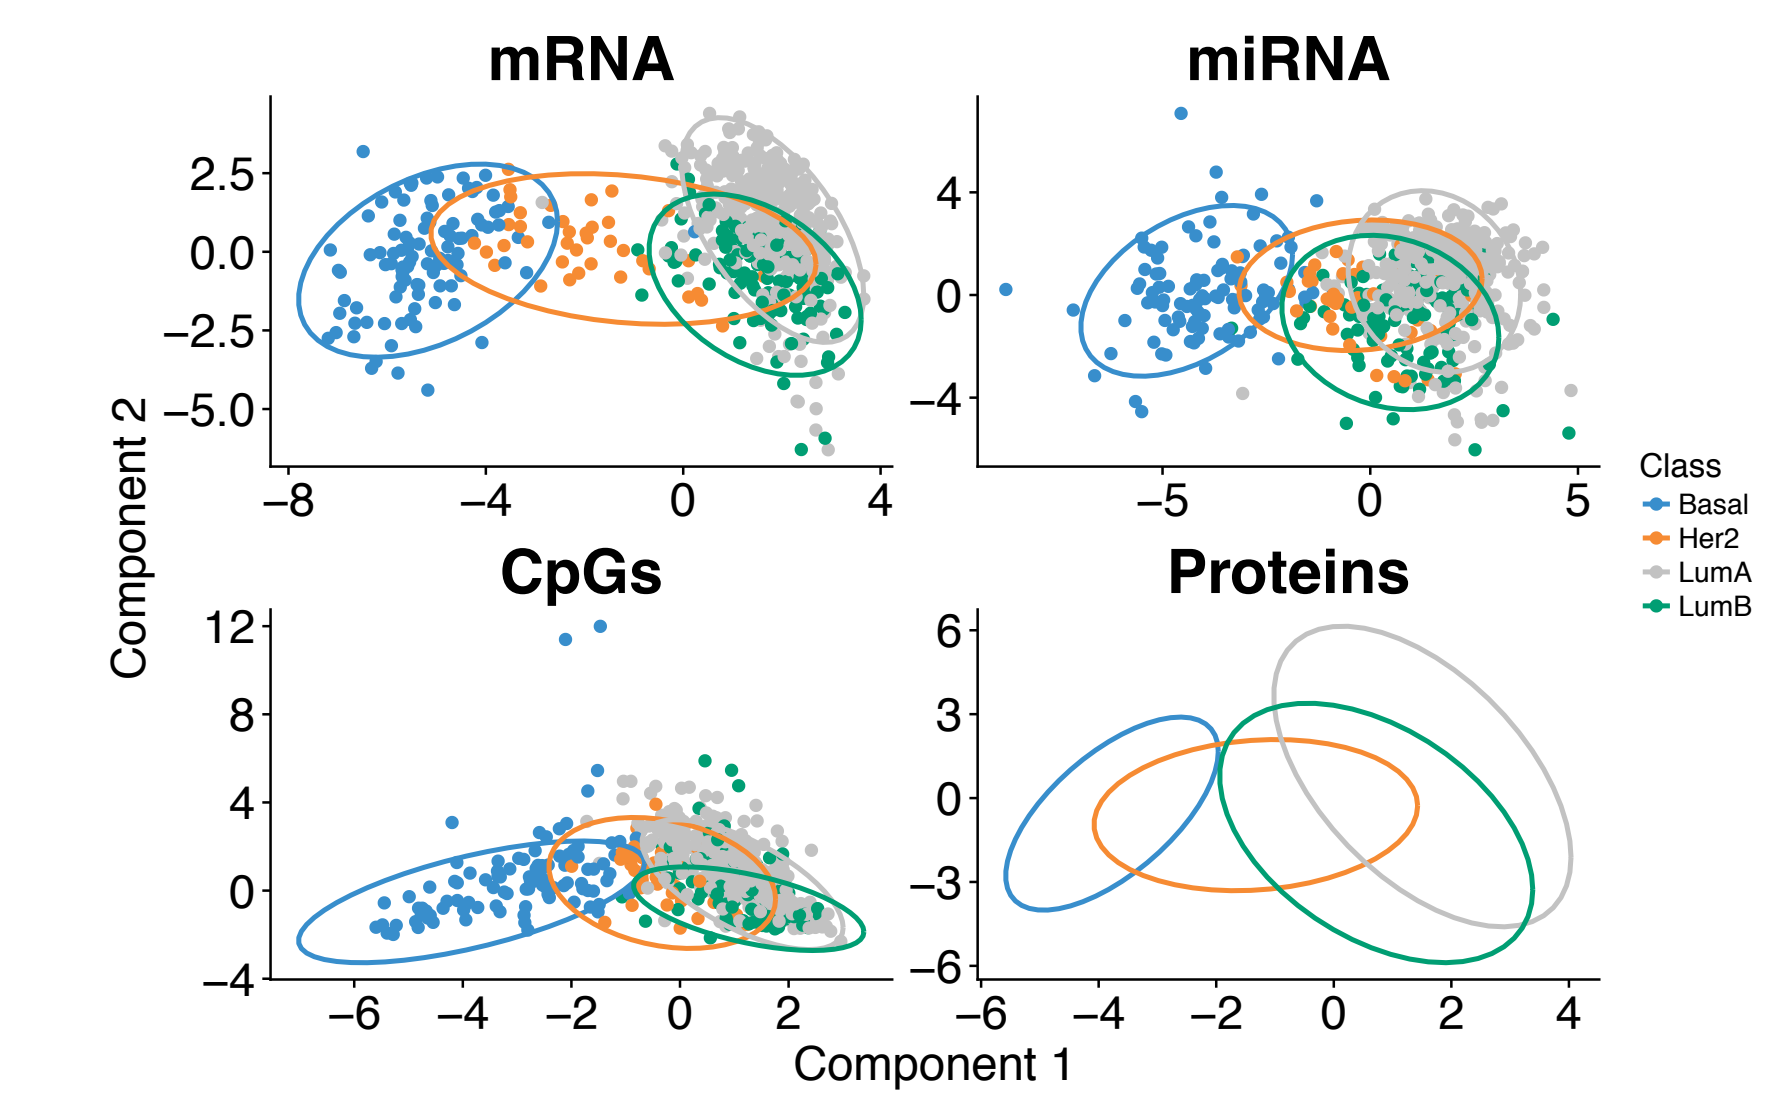 mRNA
miRNA
2.5
0.0
−2.5
−5.0
−8 −4 0 4
4
0
−4
−5 0 5
CpGs
Proteins
12
8
4
0
−4
−6 −4 −2 0 2
6
3
0
−3
−6
−6 −4 −2 0 2 4
Component 2
Component 1
Class
Basal
Her2
LumA
LumB